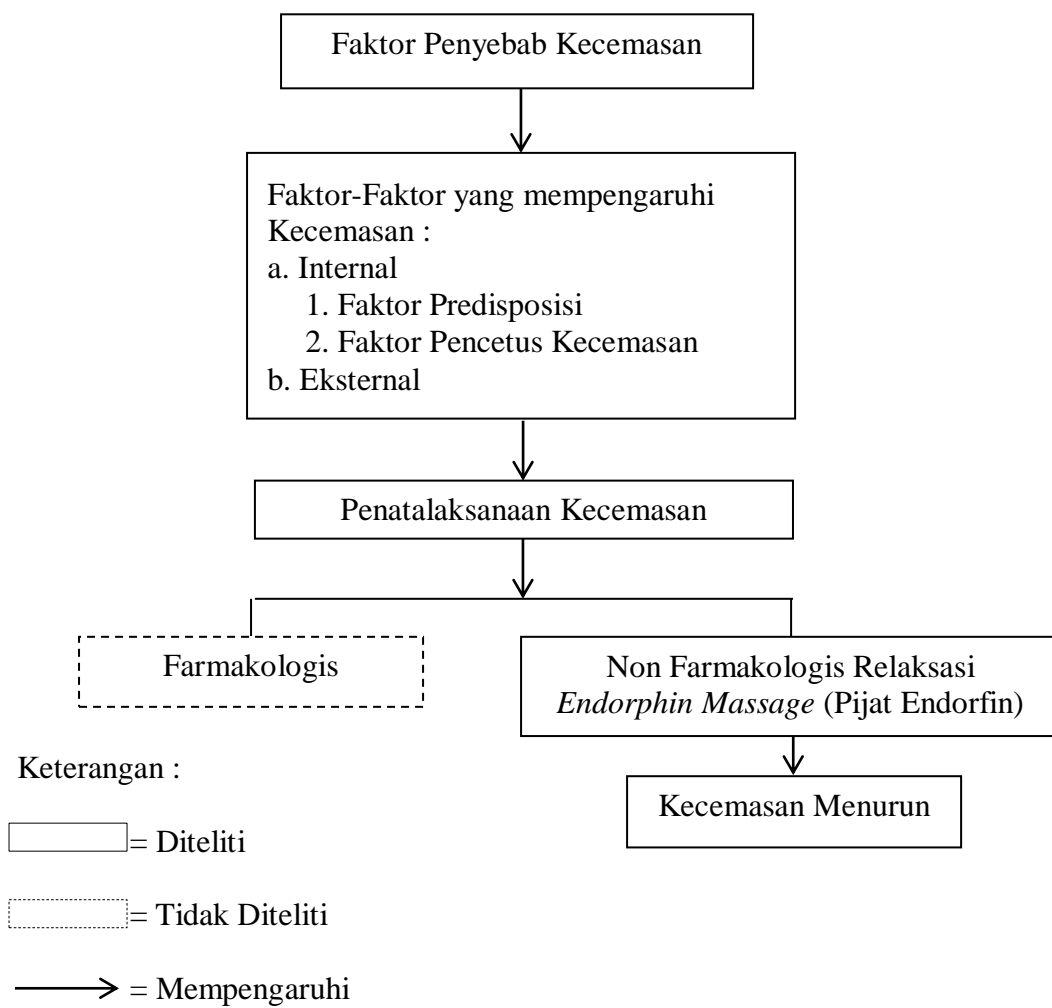 Faktor Penyebab Kecemasan
Faktor-Faktor yang mempengaruhi
Kecemasan :
a. Internal
1. Faktor Predisposisi
2. Faktor Pencetus Kecemasan
b. Eksternal
Penatalaksanaan Kecemasan
Farmakologis
Non Farmakologis Relaksasi
Endorphin Massage (Pijat Endorfin)
Kecemasan Menurun
Keterangan :
= Diteliti
= Tidak Diteliti
= Mempengaruhi